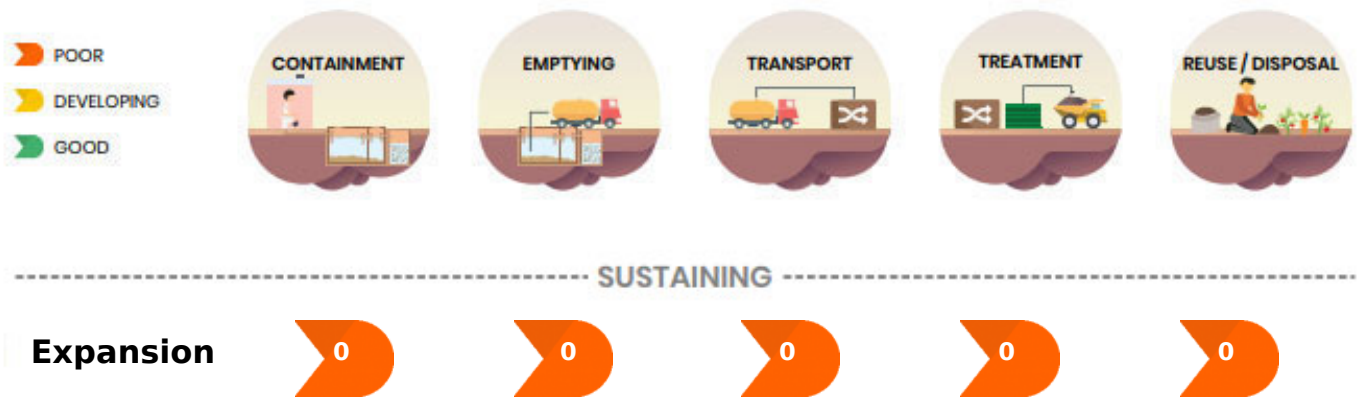 POOR
DEVELOPING
GOOD
CONTAINMENT
EMPTYING
TRANSPORT
TREATMENT
REUSE / DISPOSAL
SUSTAINING
Expansion 0 0 0 0 0